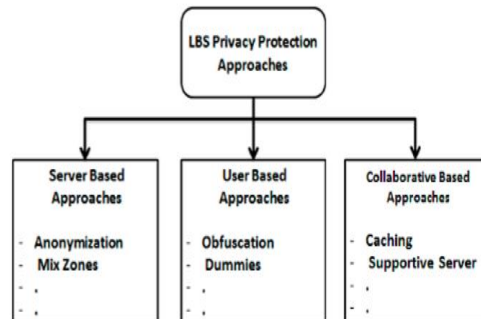 LBS Privacy Protection
Approaches
Server Based
Approaches
- Anonymization
- Mix Zones
- .
- .
User Based
Approaches
- Obfuscation
- Dummies
- .
- .
Collaborative Based
Approaches
- Caching
- Supportive Server
- .
- .